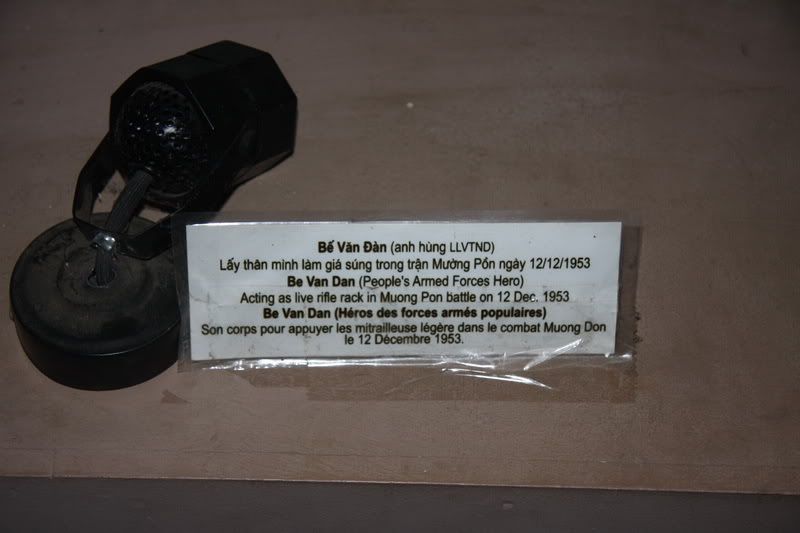 Bế Văn Đàn (anh hùng LLVTND)
Lấy thân mình làm giá súng trong trận Mường Pồn ngày 12/12/1953
Be Van Dan (People's Armed Forces Hero)
Acting as live rifle rack in Muong Pon battle on 12 Dec. 1953
Be Van Dan (Héros des forces armés populaires)
Son corps pour appuyer les mitrailleuse légère dans le combat Muong Don
le 12 Décembre 1953.